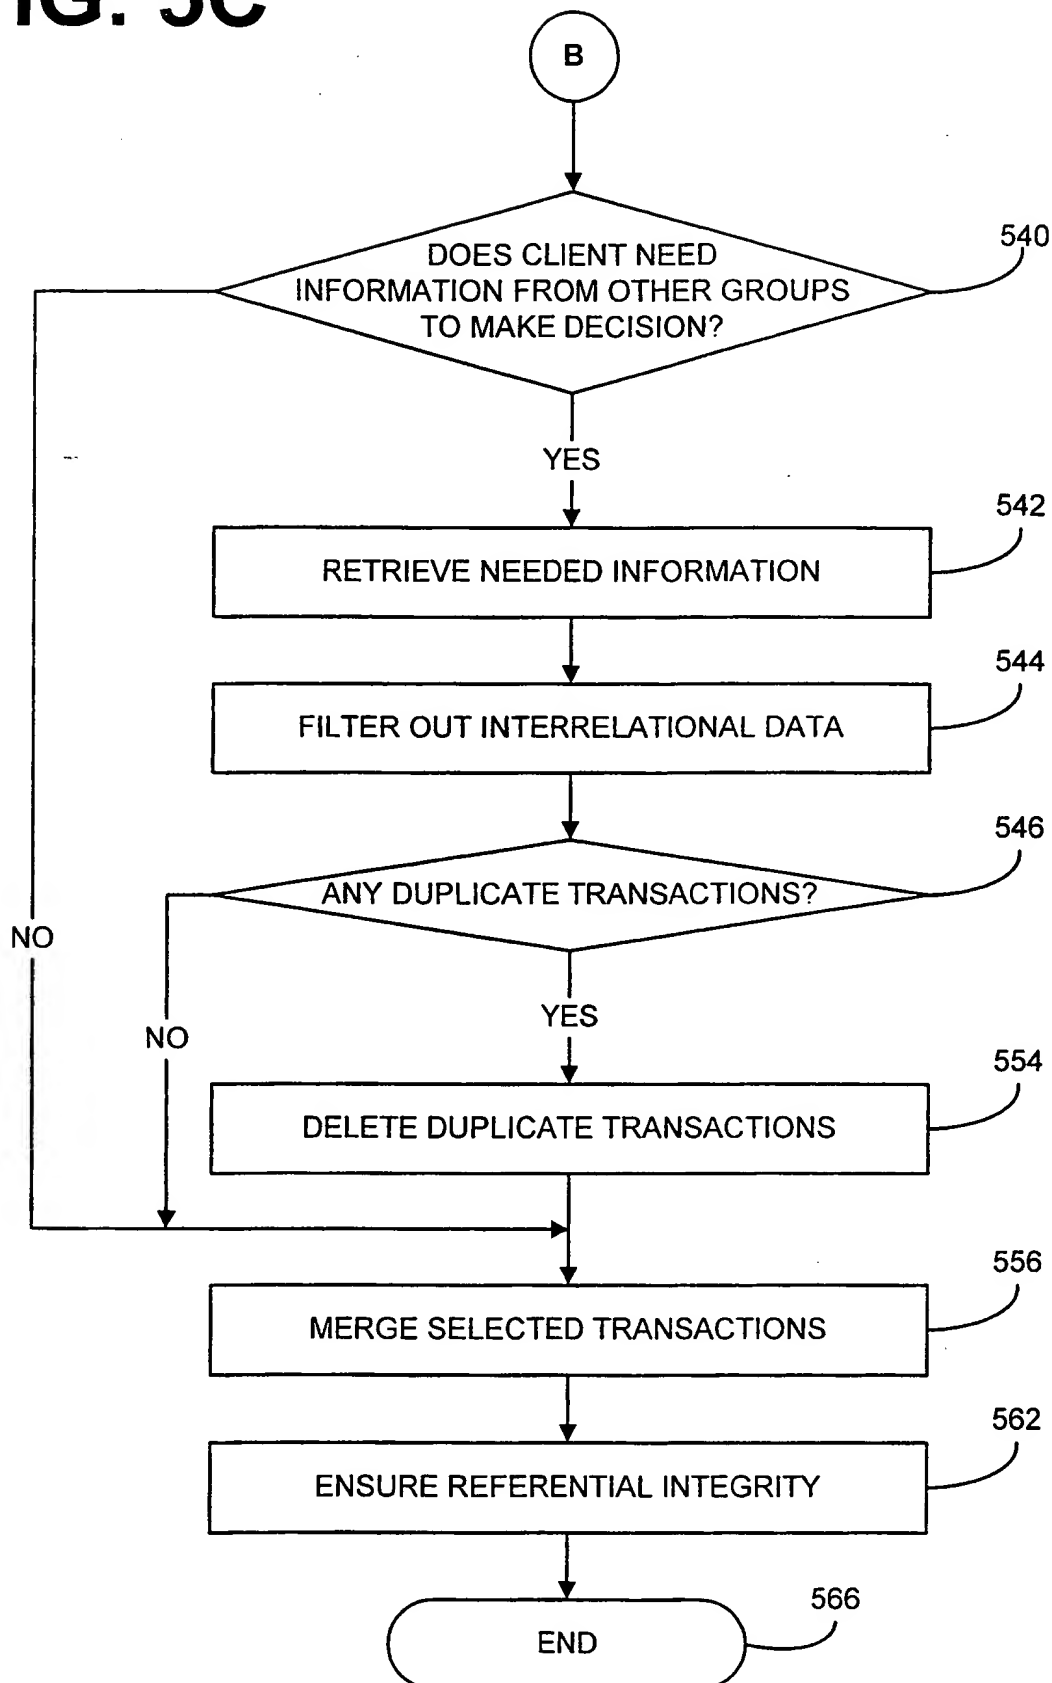 IG. 5C
B
DOES CLIENT NEED
INFORMATION FROM OTHER GROUPS
TO MAKE DECISION?
540
YES
542
RETRIEVE NEEDED INFORMATION
544
FILTER OUT INTERRELATIONAL DATA
546
ANY DUPLICATE TRANSACTIONS?
NO
YES
NO
554
DELETE DUPLICATE TRANSACTIONS
556
MERGE SELECTED TRANSACTIONS
562
ENSURE REFERENTIAL INTEGRITY
566
END